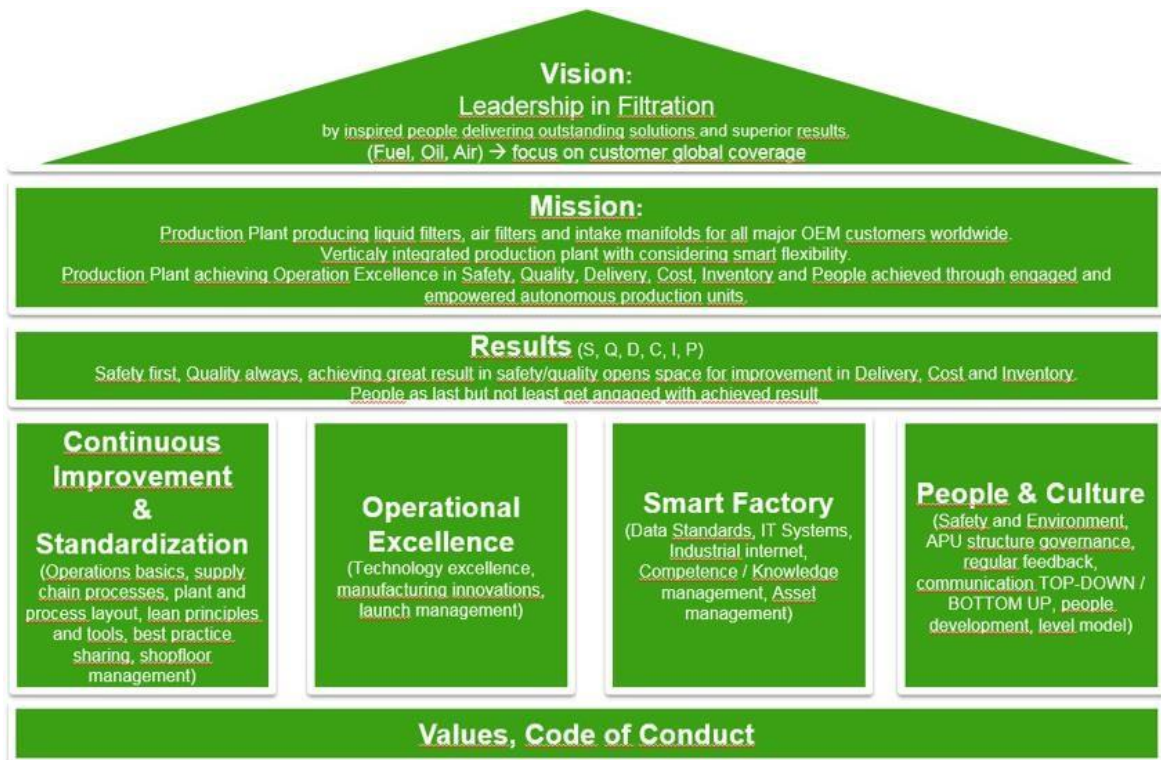 Vision:
Leadership in Filtration
by inspired people delivering outstanding solutions and superior results.
(Fuel, Oil, Air) → focus on customer global coverage
Mission:
Production Plant producing liquid filters, air filters and intake manifolds for all major OEM customers worldwide.
Verticaly integrated production plant with considering smart flexibility.
Production Plant achieving Operation Excellence in Safety, Quality, Delivery, Cost, Inventory and People achieved through engaged and
empowered autonomous production units.
Results (S, Q, D, C, I, P)
Safety first, Quality always, achieving great result in safety/quality opens space for improvement in Delivery, Cost and Inventory.
People as last but not least get angaged with achieved result
Continuous
Improvement
&
Standardization
(Operations basics, supply
chain processes, plant and
process layout, lean principles
and tools, best practice
sharing, shopfloor
management)
Operational
Excellence
(Technology excellence,
manufacturing innovations,
launch management)
Smart Factory
(Data Standards, IT Systems,
Industrial internet,
Competence / Knowledge
management, Asset
management)
People & Culture
(Safety and Environment,
APU structure governance,
regular feedback,
communication TOP-DOWN /
BOTTOM UP, people
development, level model)
Values, Code of Conduct